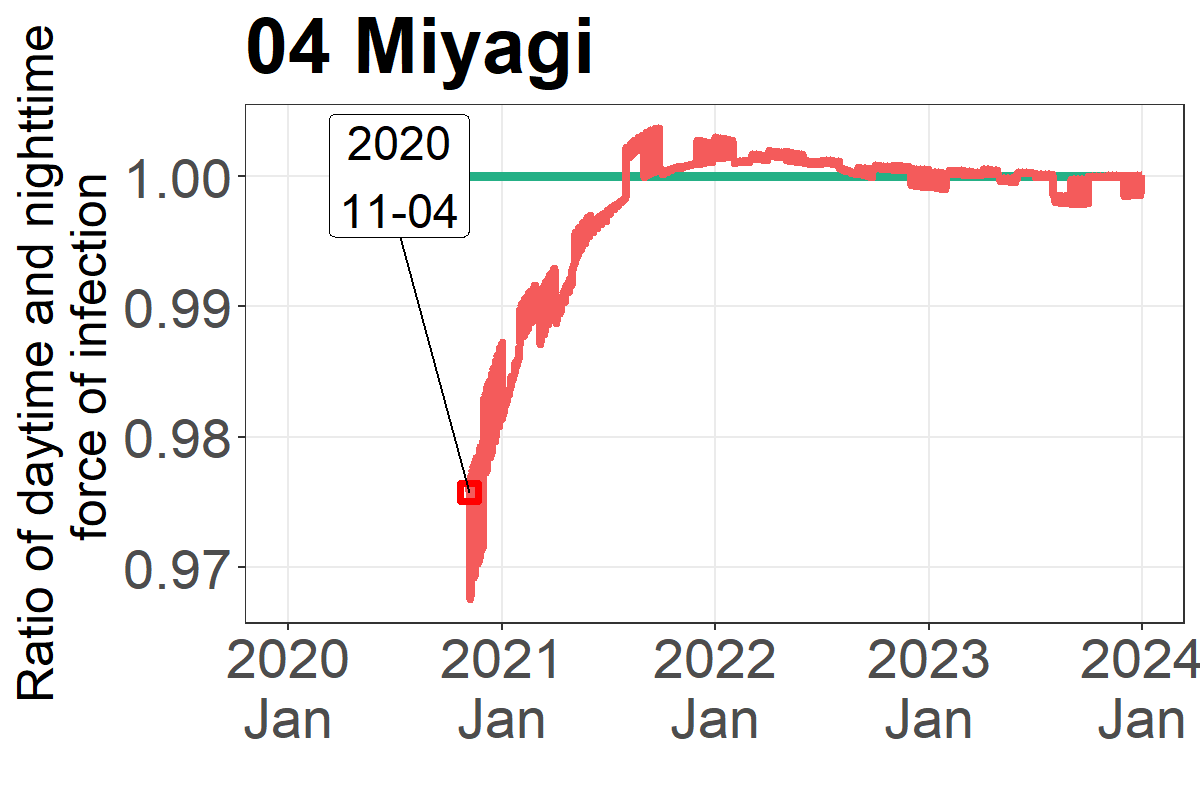 04 Miyagi
Ratio of daytime and nighttime
force of infection
2020
11-04
1.00
0.99
0.98
0.97
2020
Jan
2021
Jan
2022
Jan
2023
Jan
2024
Jan